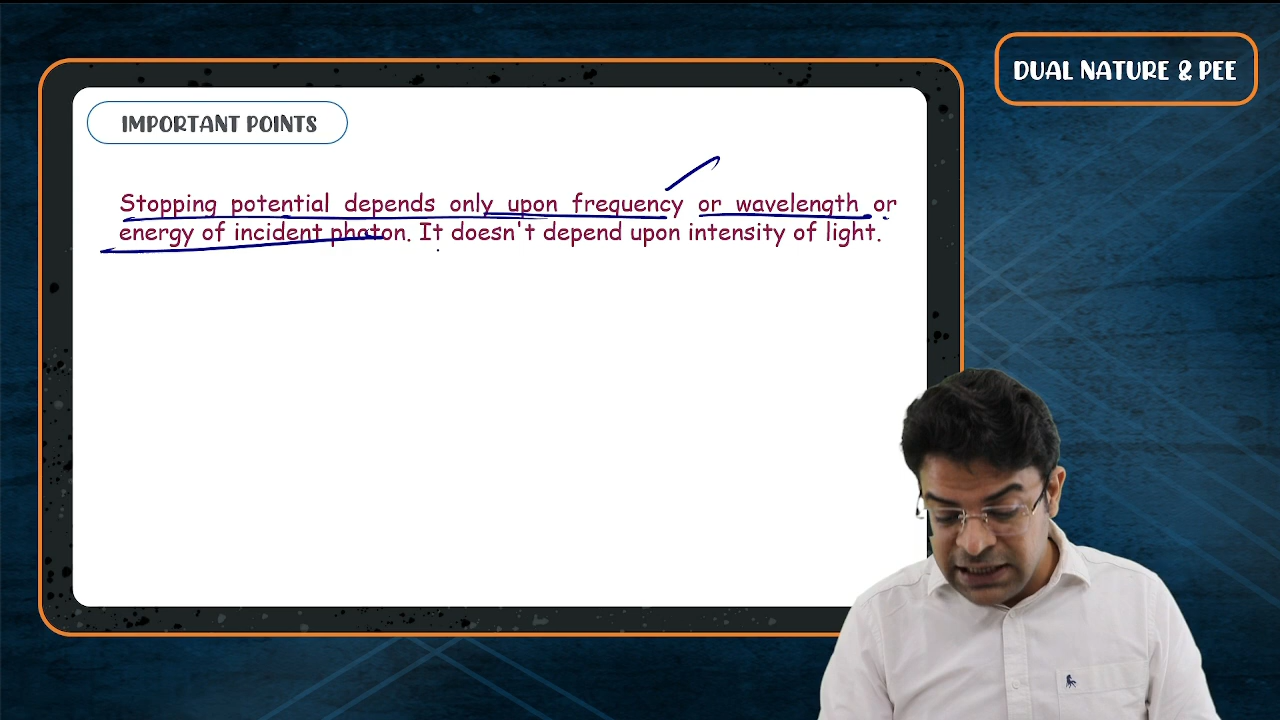 DUAL NATURE & PEE
IMPORTANT POINTS
Stopping potential depends only upon frequency or wavelength or
energy of incident photon. It doesn't depend upon intensity of light.